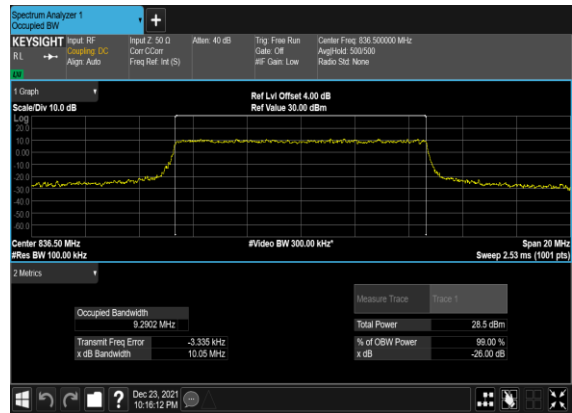 Spectrum Analyzer 1
Occupied BW
KEYSIGHT
RL
Input: RF
Coupling: DC
Align: Auto
Input Z: 50 Ω
Corr CCorr
Freq Ref: Int (S)
Atten: 40 dB
Trig: Free Run
Gate: Off
#IF Gain: Low
Center Freq: 836.500000 MHz
Avg|Hold: 500/500
Radio Std: None
1 Graph
Scale/Div 10.0 dB
Ref Lvl Offset 4.00 dB
Ref Value 30.00 dBm
Log
20.0
10.0
0.00
-10.0
-20.0
-30.0
-40.0
-50.0
-60.0
Center 836.50 MHz
#Res BW 100.00 kHz
#Video BW 300.00 kHz*
Span 20 MHz
Sweep 2.53 ms (1001 pts)
2 Metrics
Measure Trace Trace 1
Occupied Bandwidth
9.2902 MHz
Total Power 28.5 dBm
Transmit Freq Error -3.335 kHz
% of OBW Power 99.00 %
x dB Bandwidth 10.05 MHz
x dB -26.00 dB
?
Dec 23, 2021
10:16:12 PM